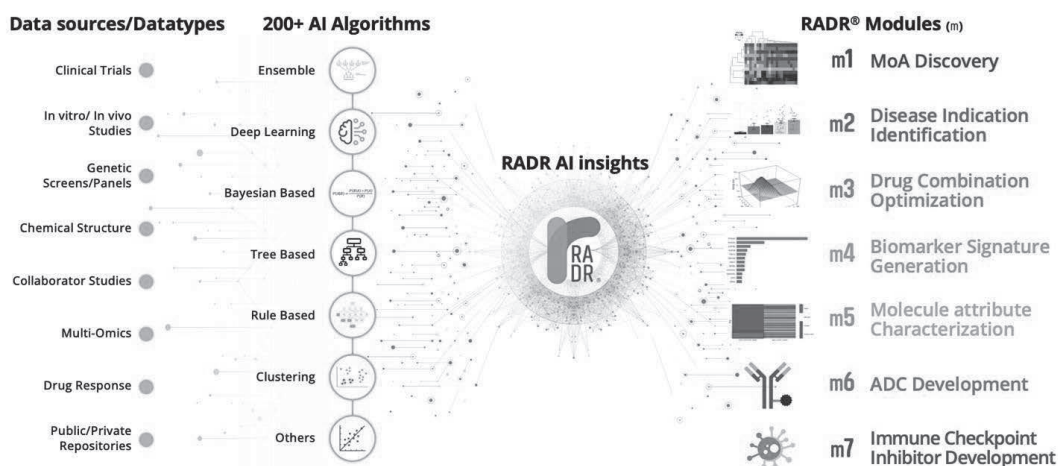 Data sources/Datatypes
Clinical Trials
In vitro/ In vivo
Studies
Genetic
Screens/Panels
Chemical Structure
Collaborator Studies
Multi-Omics
Drug Response
Public/Private
Repositories
200+ AI Algorithms
Ensemble
Deep Learning
Bayesian Based
Tree Based
Rule Based
Clustering
Others
RADR AI insights
RA
DR®
RADR® Modules (m)
m1 MoA Discovery
m2 Disease Indication
Identification
m3 Drug Combination
Optimization
m4 Biomarker Signature
Generation
m5 Molecule attribute
Characterization
m6 ADC Development
m7 Immune Checkpoint
Inhibitor Development